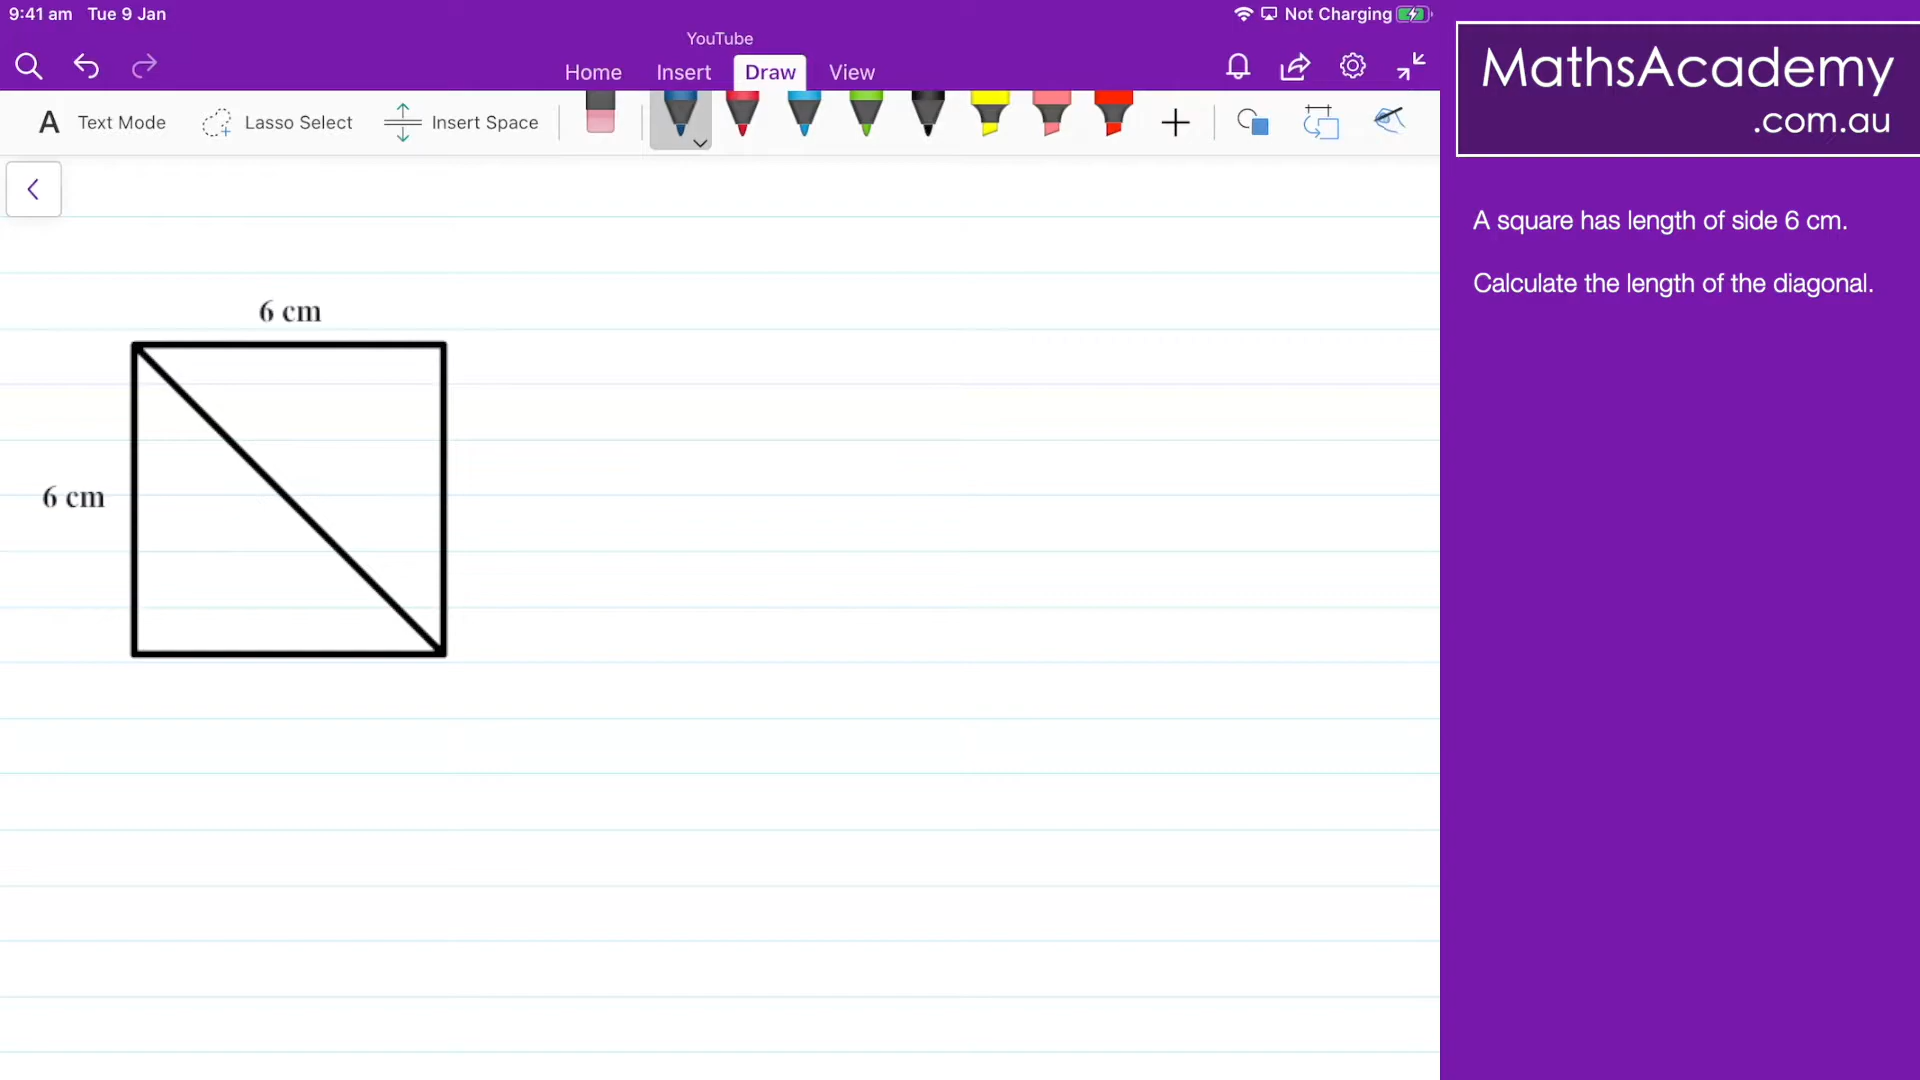 9:41 am Tue 9 Jan
Not Charging
YouTube
Home Insert Draw View
A Text Mode Lasso Select Insert Space
MathsAcademy
.com.au
A square has length of side 6 cm.
Calculate the length of the diagonal.
6 cm
6 cm